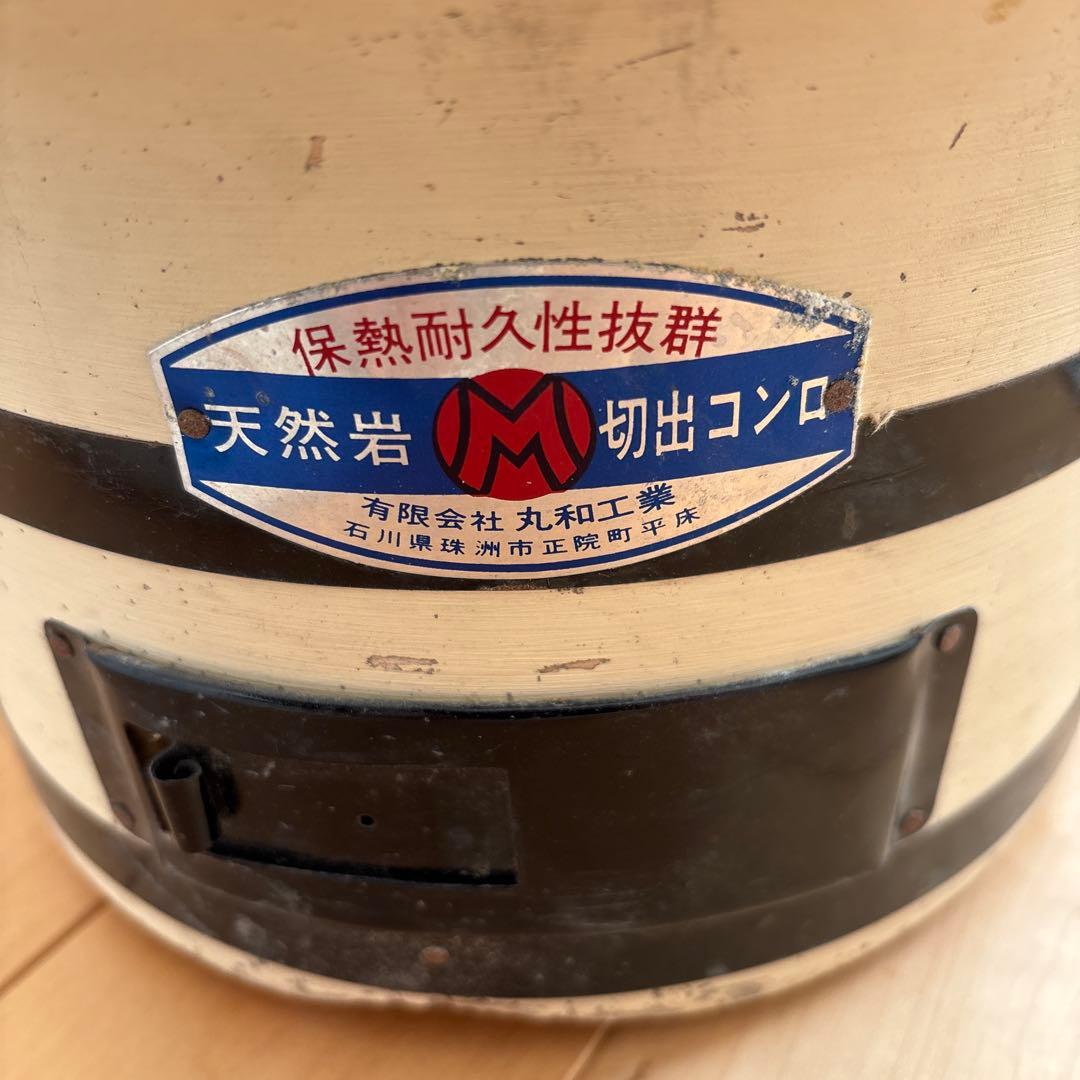 保熱耐久性抜群
天然岩 M 切出コンロ
有限会社 丸和工業
石川県珠洲市正院町平床